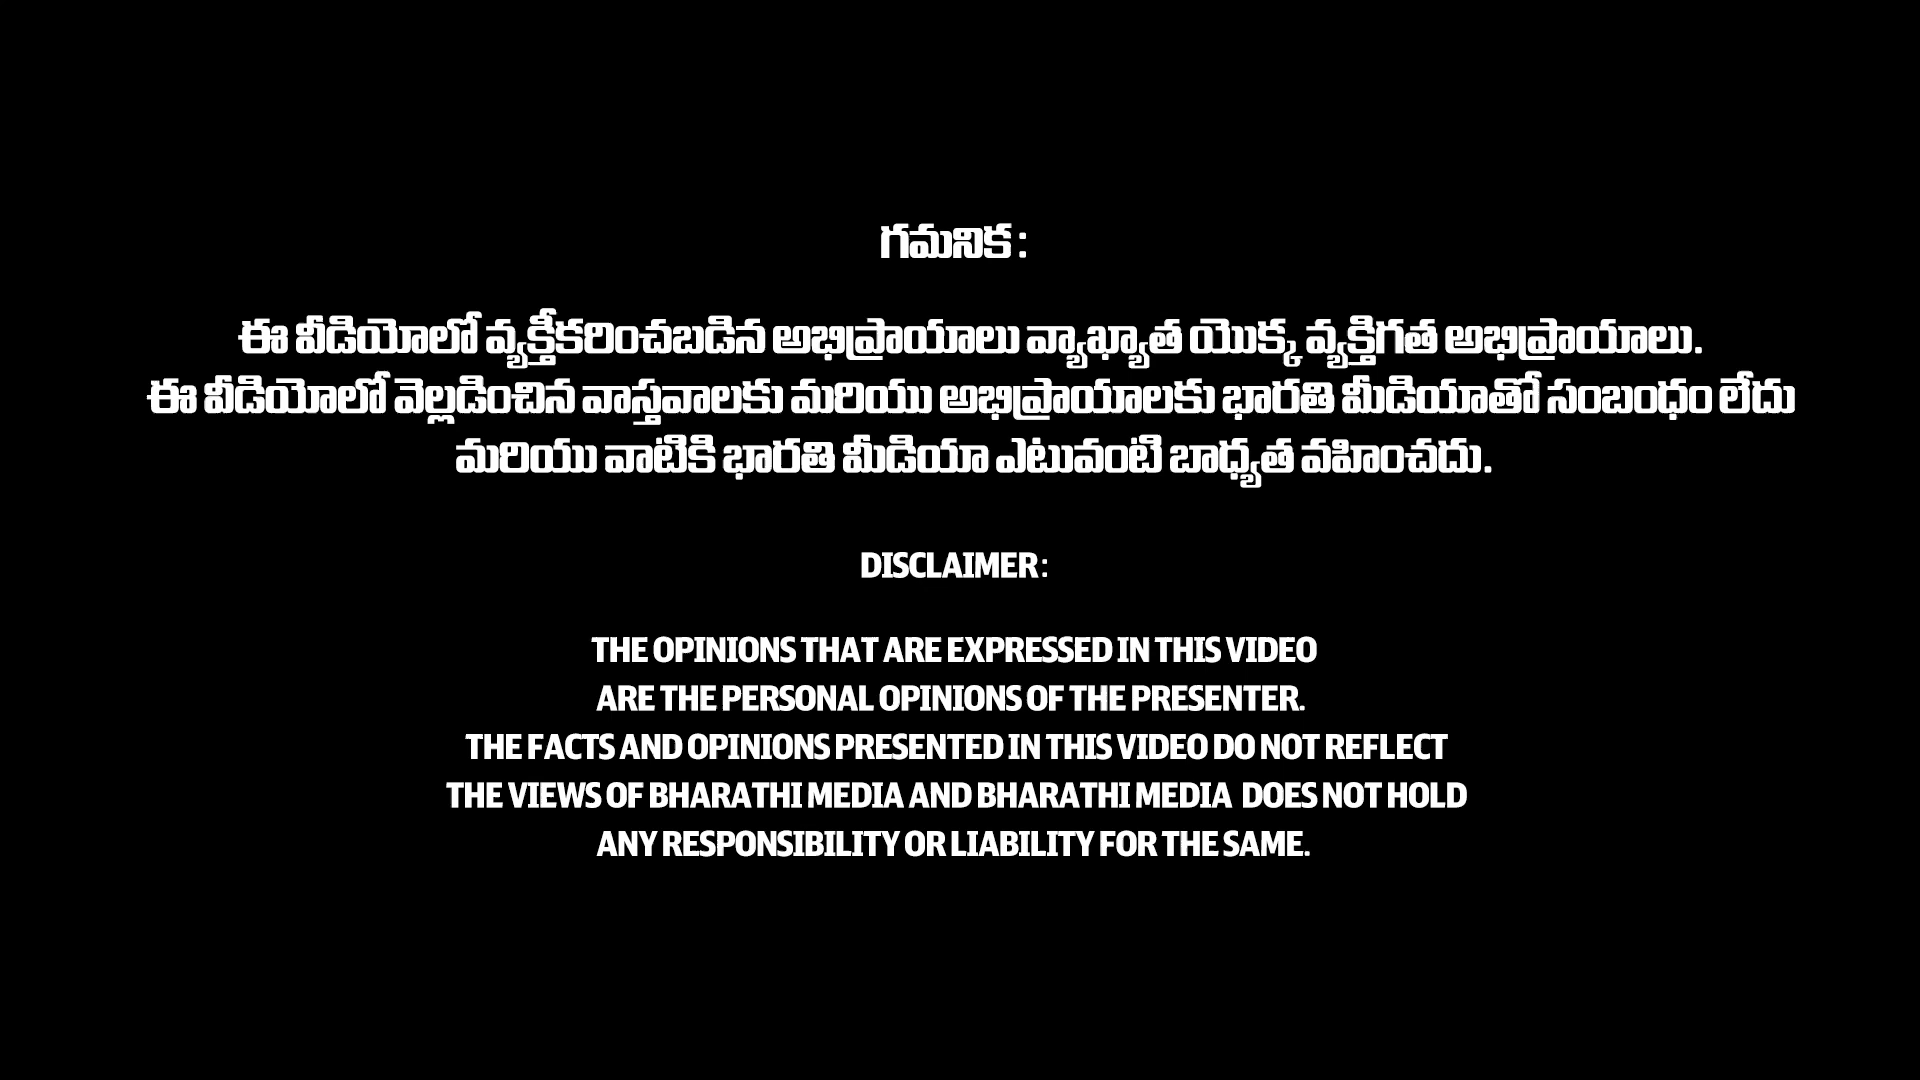 గమనిక :
ఈ వీడియోలో వ్యక్తీకరించబడిన అభిప్రాయాలు వ్యాఖ్యాత యొక్క వ్యక్తిగత అభిప్రాయాలు.
ఈ వీడియోలో వెల్లడించిన వాస్తవాలకు మరియు అభిప్రాయాలకు భారతి మీడియాతో సంబంధం లేదు
మరియు వాటికి భారతి మీడియా ఎటువంటి బాధ్యత వహించదు.
DISCLAIMER :
THE OPINIONS THAT ARE EXPRESSED IN THIS VIDEO
ARE THE PERSONAL OPINIONS OF THE PRESENTER.
THE FACTS AND OPINIONS PRESENTED IN THIS VIDEO DO NOT REFLECT
THE VIEWS OF BHARATHI MEDIA AND BHARATHI MEDIA DOES NOT HOLD
ANY RESPONSIBILITY OR LIABILITY FOR THE SAME.